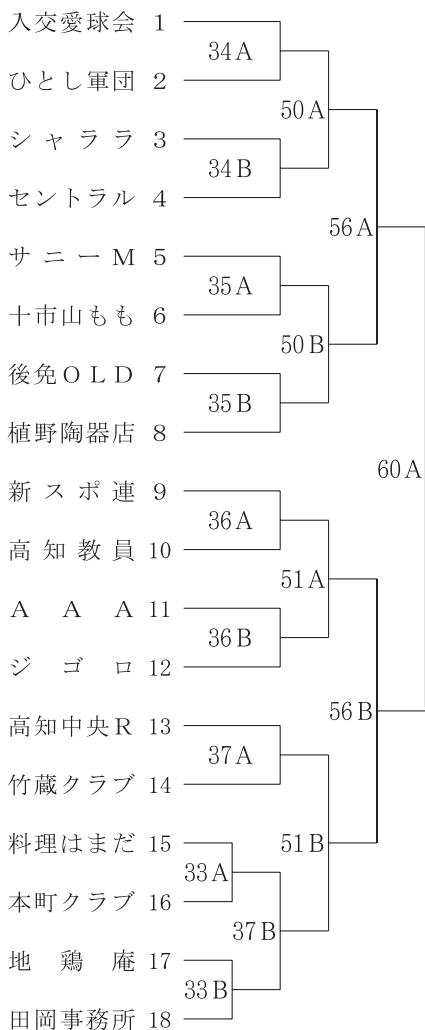 入交愛球会 1
34A
ひとし軍団 2
50A
シャララ 3
34B
セントラル 4
56A
サニーM 5
35A
十市山もも 6
50B
後免OLD 7
35B
植野陶器店 8
60A
新スポ連 9
36A
高知教員 10
51A
AAA 11
36B
ジゴロ 12
56B
高知中央R 13
37A
竹蔵クラブ 14
料理はまだ 15
51B
33A
本町クラブ 16
37B
地鶏庵 17
33B
田岡事務所 18